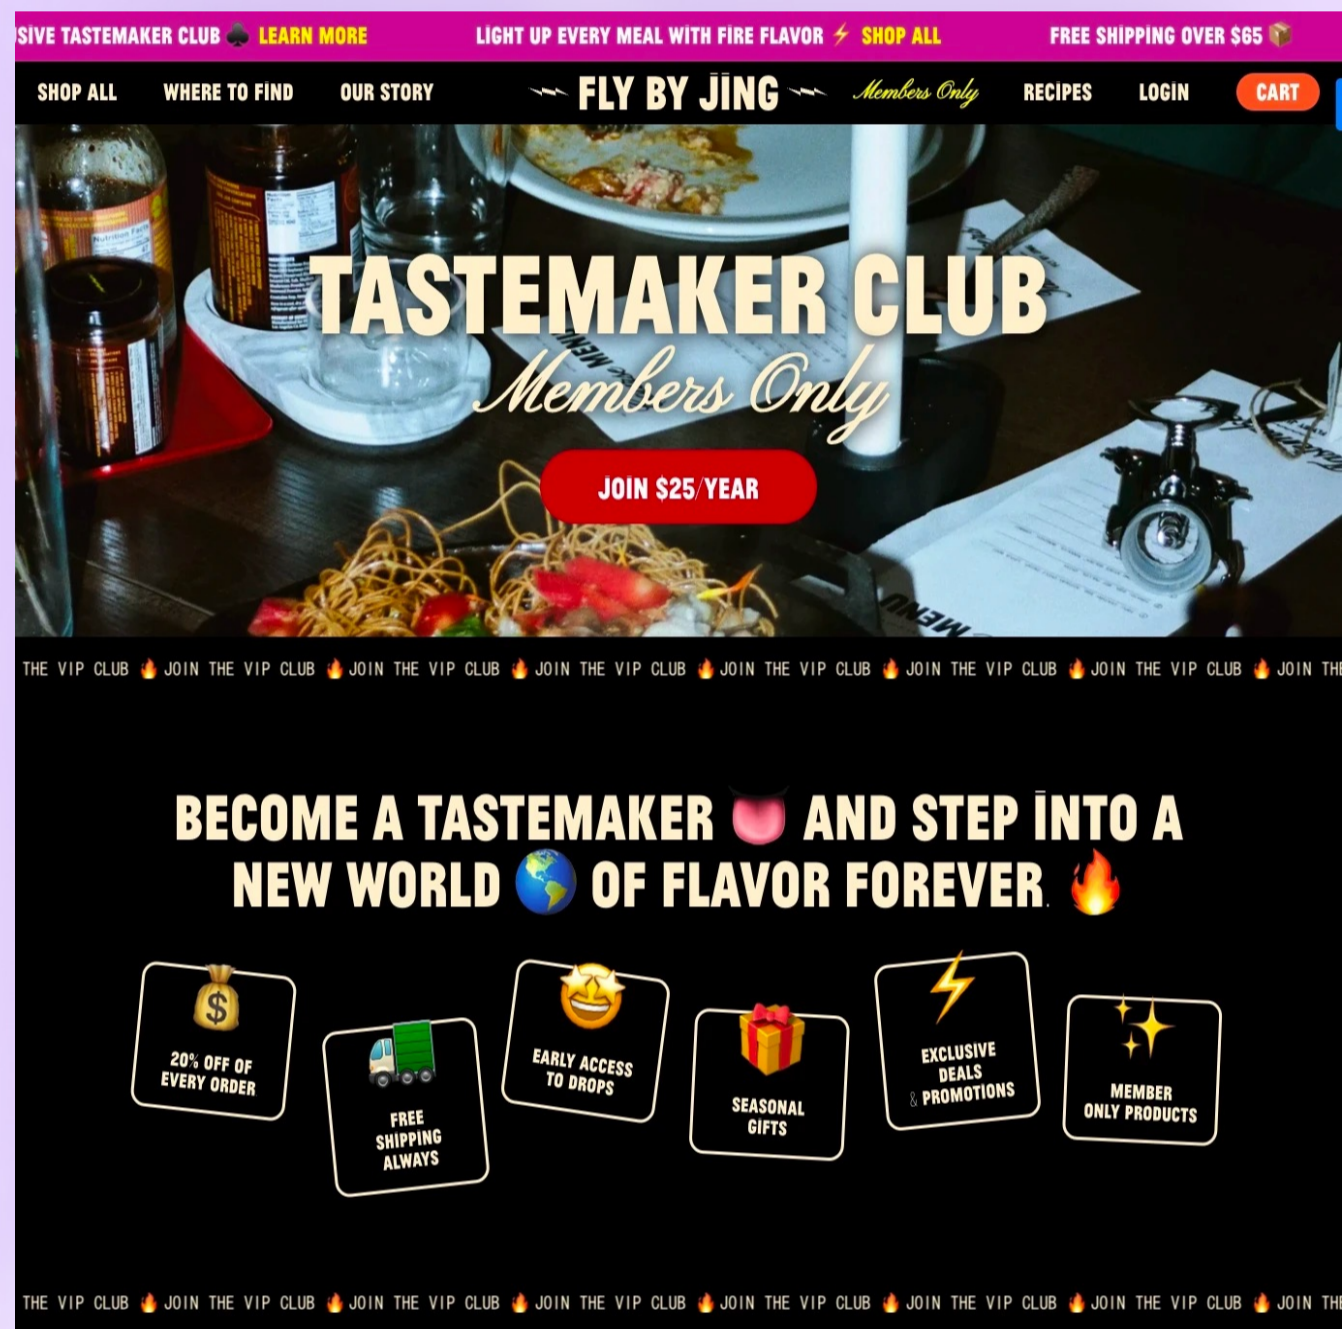 TASTEMAKER CLUB ♠️ LEARN MORE
LIGHT UP EVERY MEAL WITH FIRE FLAVOR ⚡ SHOP ALL
FREE SHIPPING OVER $65 📦
SHOP ALL
WHERE TO FIND
OUR STORY
FLY BY JING
Members Only
RECIPES
LOGIN
CART
Nutrition Facts
MENU
TASTEMAKER CLUB
Members Only
JOIN $25/YEAR
MENU
THE VIP CLUB 🔥 JOIN THE VIP CLUB 🔥 JOIN THE VIP CLUB 🔥 JOIN THE VIP CLUB 🔥 JOIN THE VIP CLUB 🔥 JOIN THE VIP CLUB 🔥 JOIN THE VIP CLUB 🔥 JOIN
BECOME A TASTEMAKER 👅 AND STEP INTO A
NEW WORLD 🌎 OF FLAVOR FOREVER. 🔥
20% OFF OF
EVERY ORDER.
FREE
SHIPPING
ALWAYS
EARLY ACCESS
TO DROPS
SEASONAL
GIFTS
EXCLUSIVE
DEALS
& PROMOTIONS
MEMBER
ONLY PRODUCTS
THE VIP CLUB 🔥 JOIN THE VIP CLUB 🔥 JOIN THE VIP CLUB 🔥 JOIN THE VIP CLUB 🔥 JOIN THE VIP CLUB 🔥 JOIN THE VIP CLUB 🔥 JOIN THE VIP CLUB 🔥 JOIN